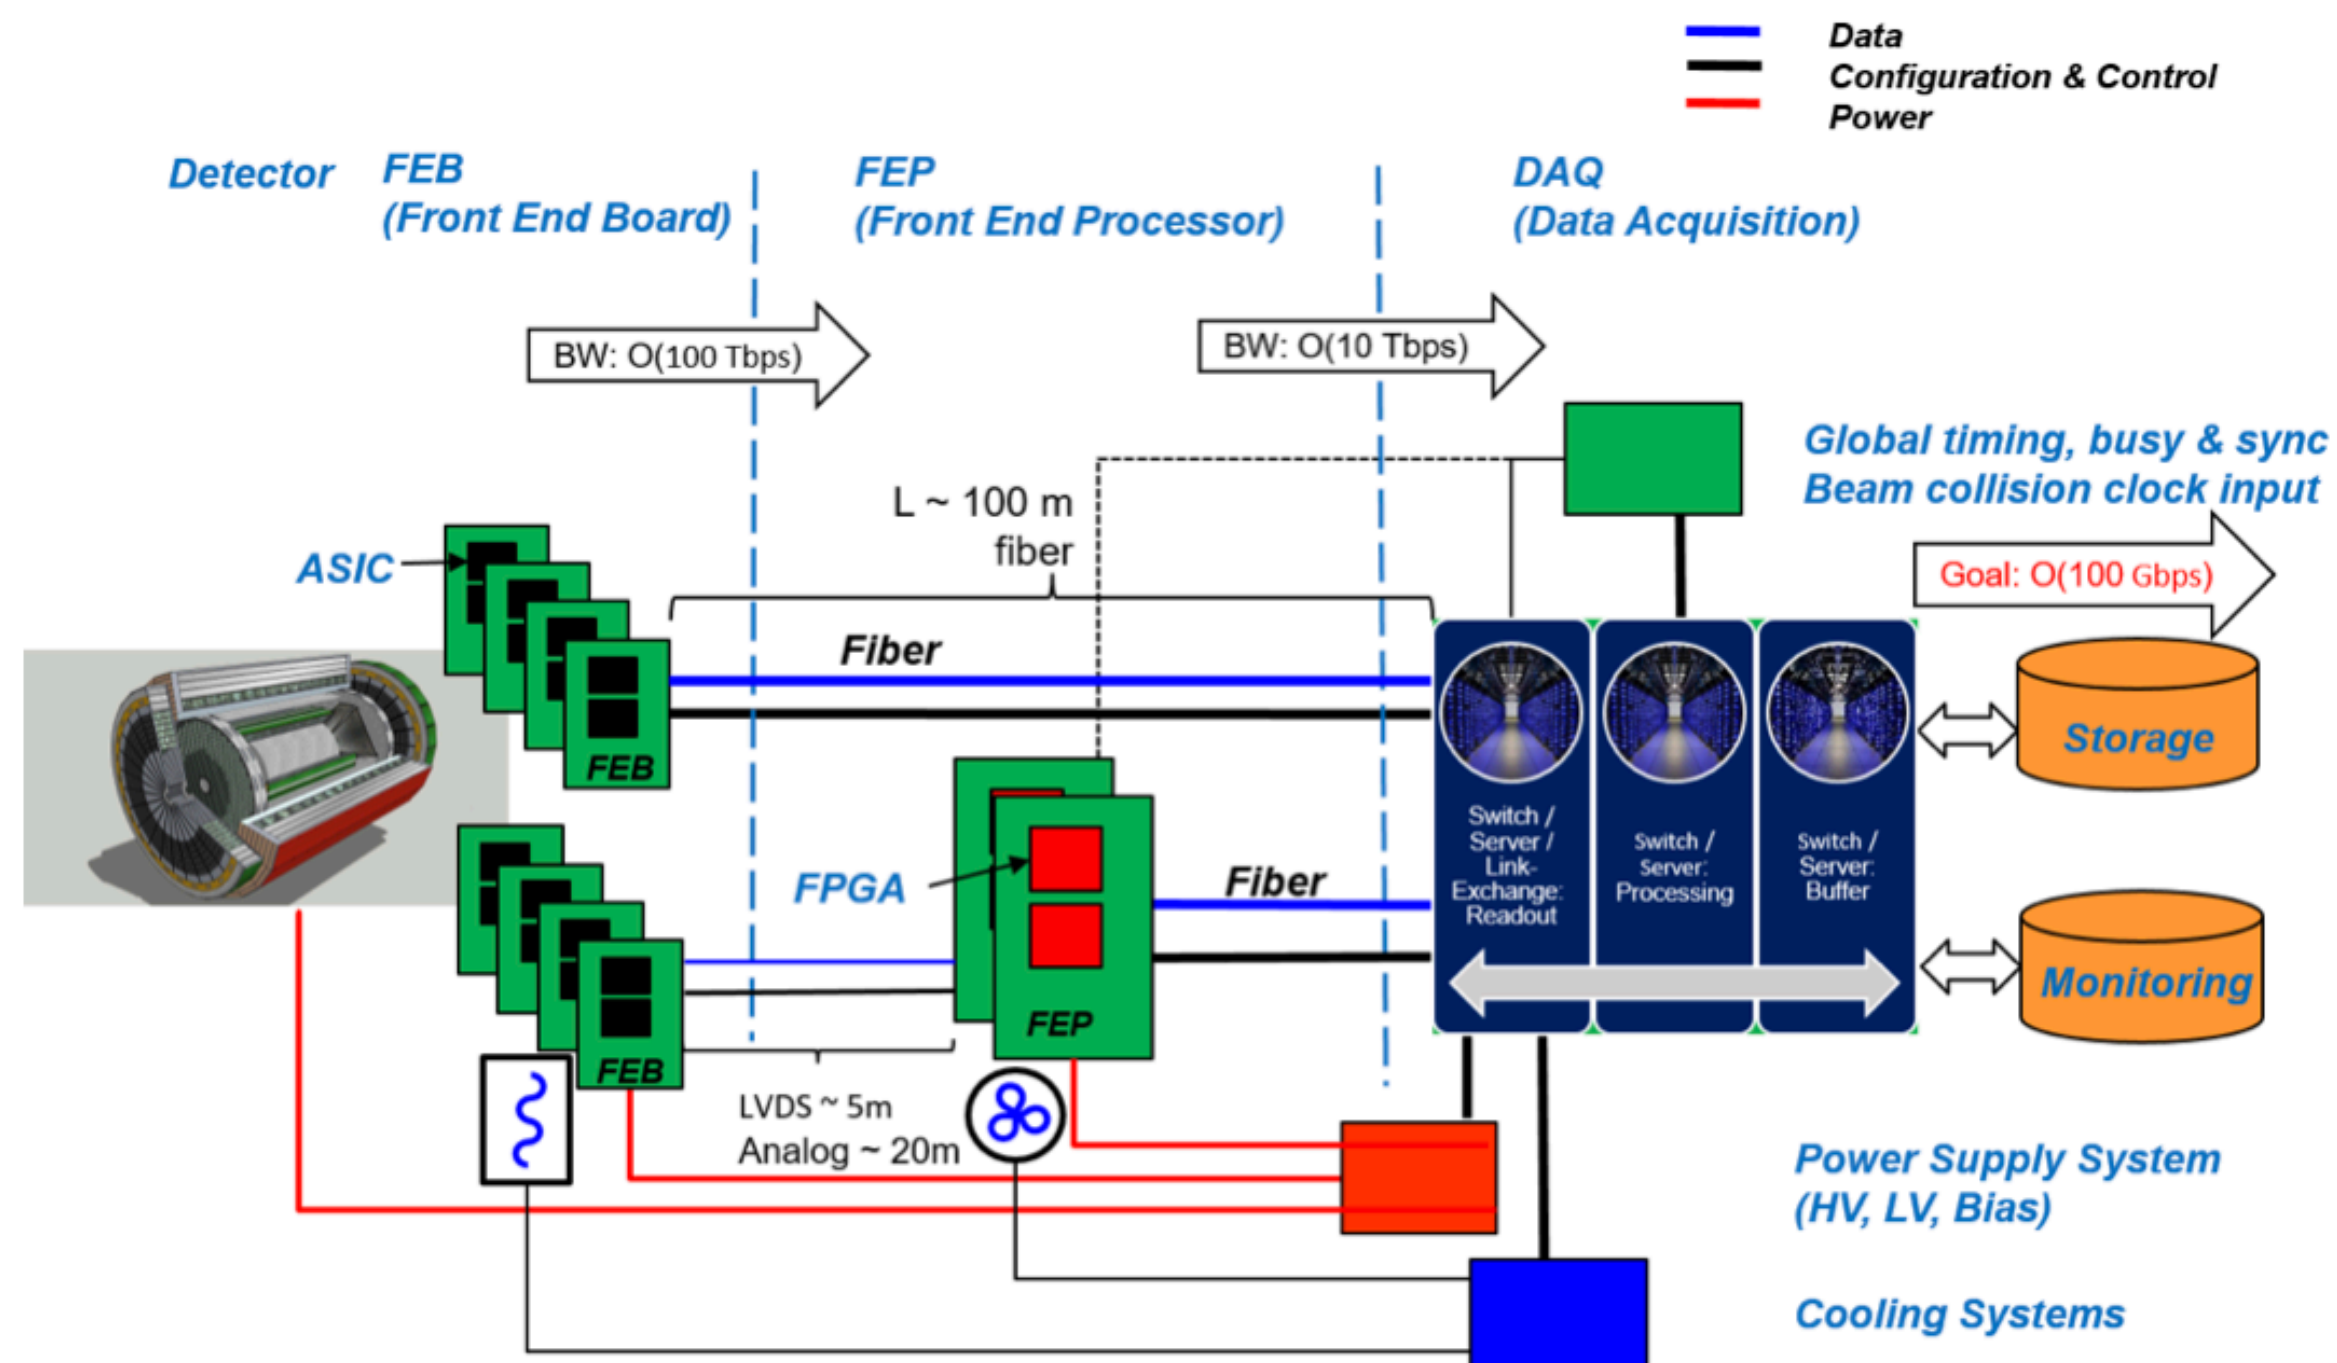 Data
Configuration & Control
Power
Detector
FEB
(Front End Board)
FEP
(Front End Processor)
DAQ
(Data Acquisition)
BW: O(100 Tbps)
BW: O(10 Tbps)
Global timing, busy & sync
Beam collision clock input
L ~ 100 m
fiber
ASIC
Goal: O(100 Gbps)
Fiber
FEB
Storage
Switch /
Server /
Link-
Exchange:
Readout
Switch /
Server:
Processing
Switch /
Server:
Buffer
FPGA
Fiber
Monitoring
FEP
FEB
LVDS ~ 5m
Analog ~ 20m
Power Supply System
(HV, LV, Bias)
Cooling Systems